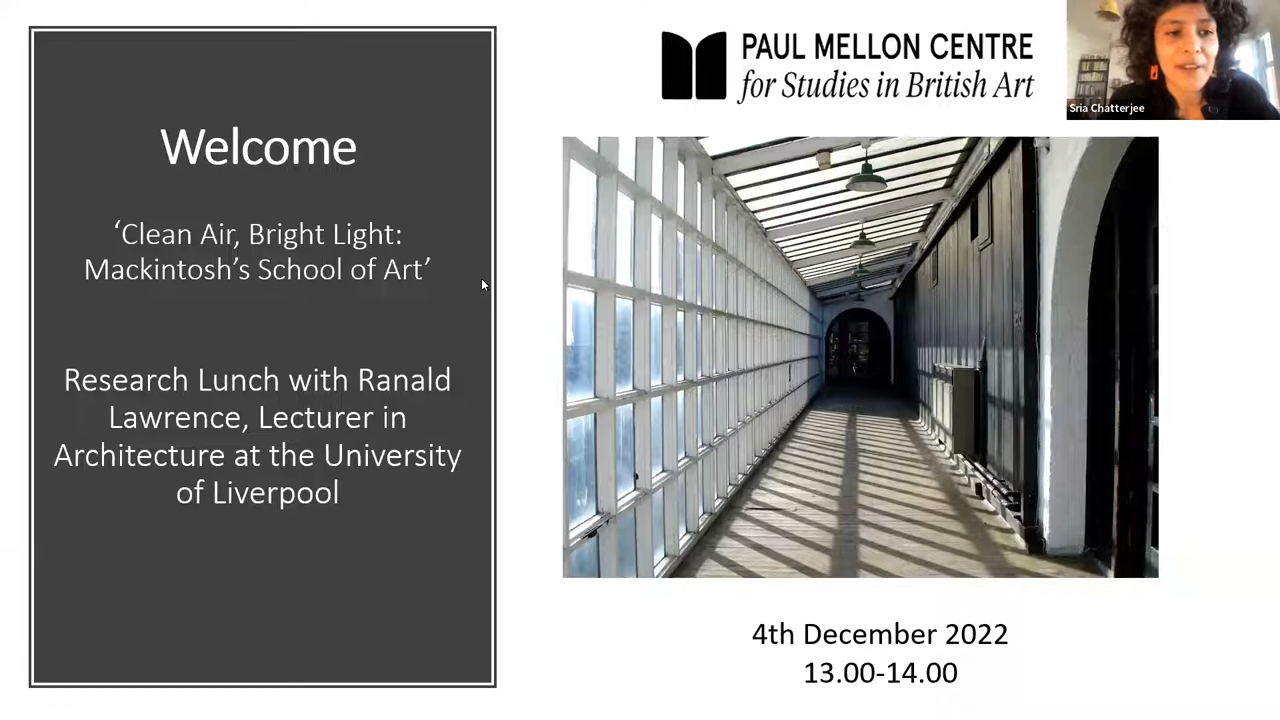 Welcome
‘Clean Air, Bright Light:
Mackintosh’s School of Art’
Research Lunch with Ranald
Lawrence, Lecturer in
Architecture at the University
of Liverpool
PAUL MELLON CENTRE
for Studies in British Art
Sria Chatterjee
4th December 2022
13.00-14.00